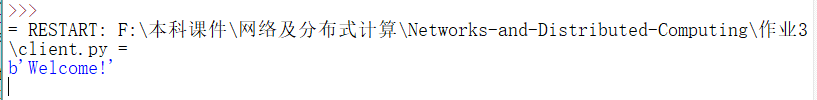 >>>
= RESTART: F:\本科课件\网络及分布式计算\Networks-and-Distributed-Computing\作业3
\client.py =
b'Welcome!'